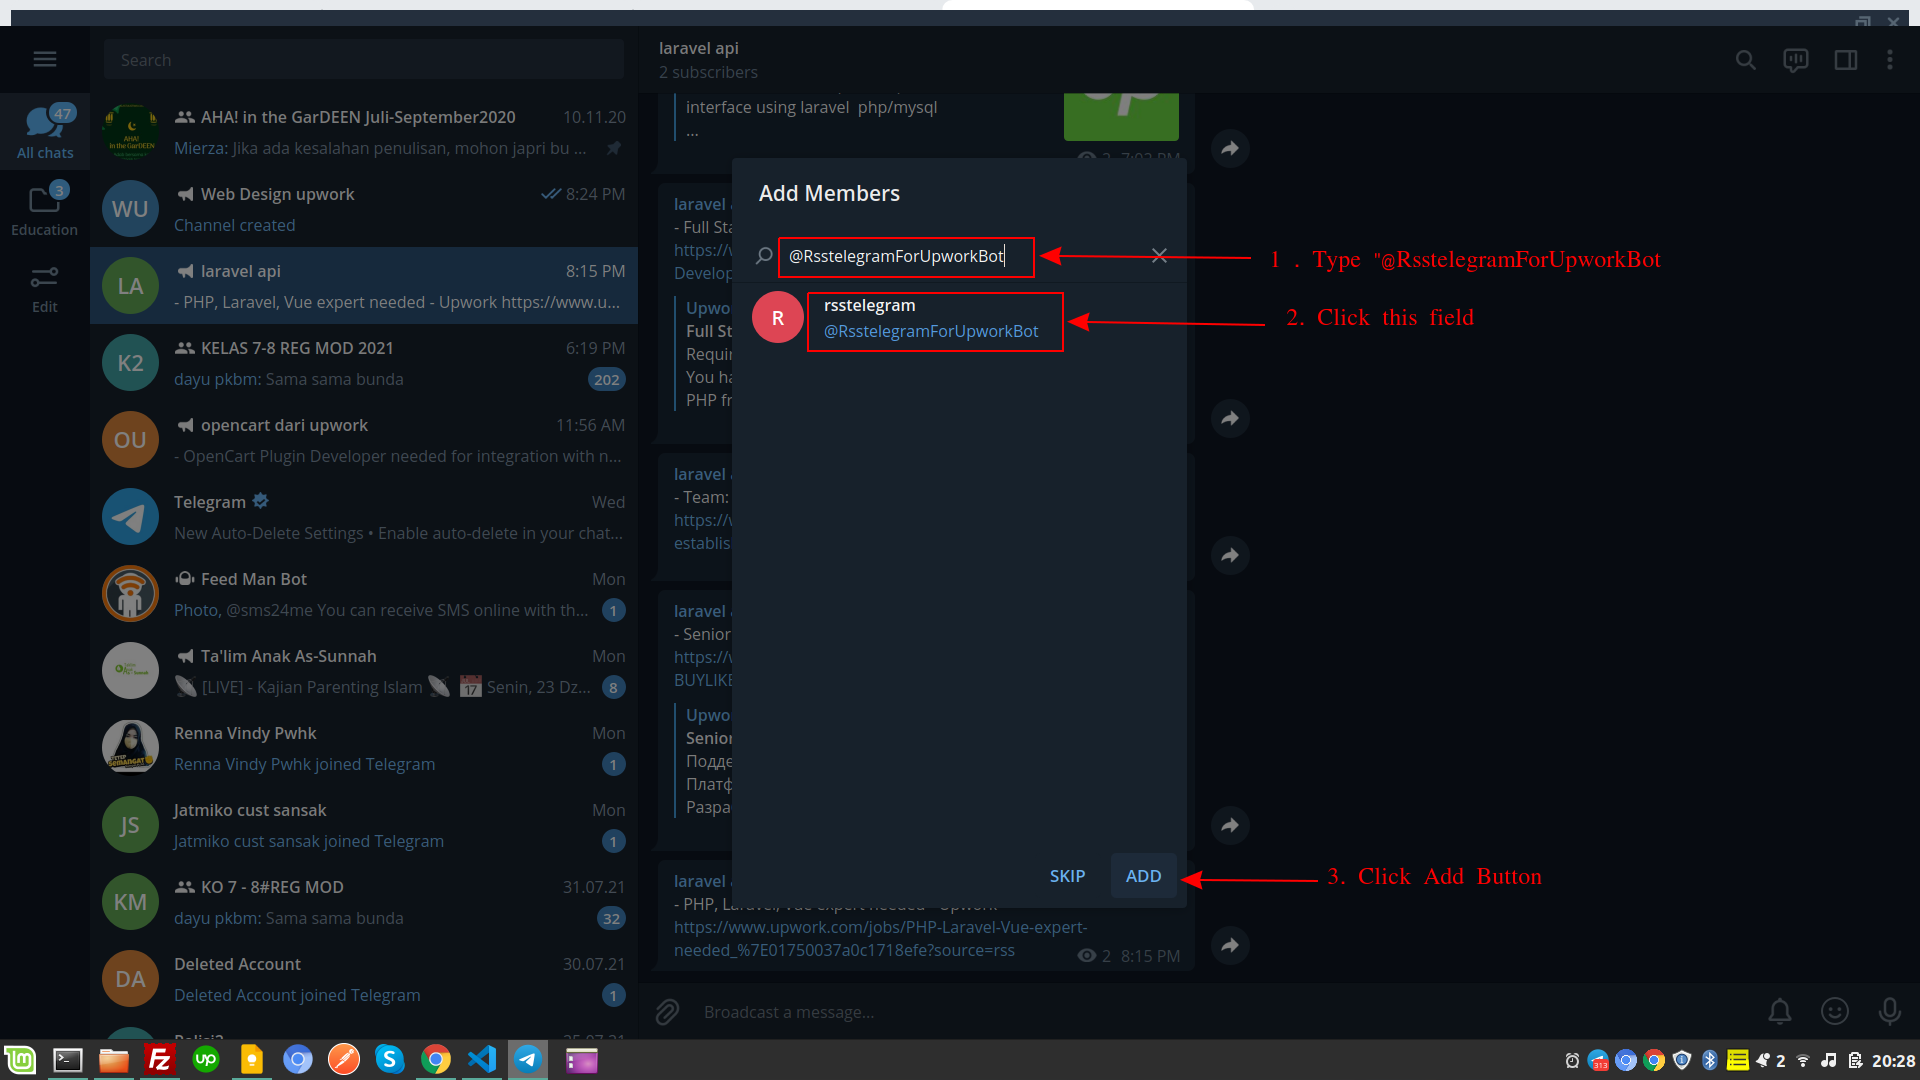 Search
47
All chats
3
Education
Edit
AHA! in the GarDEEN Juli-September2020
10.11.20
Mierza: Jika ada kesalahan penulisan, mohon japri bu ...
WU
Web Design upwork
8:24 PM
Channel created
LA
laravel api
8:15 PM
- PHP, Laravel, Vue expert needed - Upwork https://www.u...
K2
KELAS 7-8 REG MOD 2021
6:19 PM
dayu pkbm: Sama sama bunda
202
OU
opencart dari upwork
11:56 AM
- OpenCart Plugin Developer needed for integration with n...
Telegram
Wed
New Auto-Delete Settings • Enable auto-delete in your chat...
Feed Man Bot
Mon
Photo, @sms24me You can receive SMS online with th...
1
Ta'lim Anak As-Sunnah
Mon
[LIVE] - Kajian Parenting Islam 17 Senin, 23 Dz...
8
Renna Vindy Pwhk
Mon
Renna Vindy Pwhk joined Telegram
1
JS
Jatmiko cust sansak
Mon
Jatmiko cust sansak joined Telegram
1
KM
KO 7 - 8#REG MOD
31.07.21
dayu pkbm: Sama sama bunda
32
DA
Deleted Account
30.07.21
Deleted Account joined Telegram
1
laravel api
2 subscribers
interface using laravel php/mysql
...
laravel
- Full Sta
https://
Develop
Upwo
Full St
Requir
You ha
PHP fr
laravel
- Team:
https://
establis
laravel
- Senior
https://
BUYLIKE
Upwo
Senior
Подде
Платф
Разра
laravel
- PHP, Laravel, Vue expert needed - Upwork
https://www.upwork.com/jobs/PHP-Laravel-Vue-expert-
needed_%7E01750037a0c1718efe?source=rss
2 8:15 PM
Broadcast a message...
Add Members
@RsstelegramForUpworkBot
R
rsstelegram
@RsstelegramForUpworkBot
SKIP
ADD
1 . Type "@RsstelegramForUpworkBot
2. Click this field
3. Click Add Button
313
2
20:28